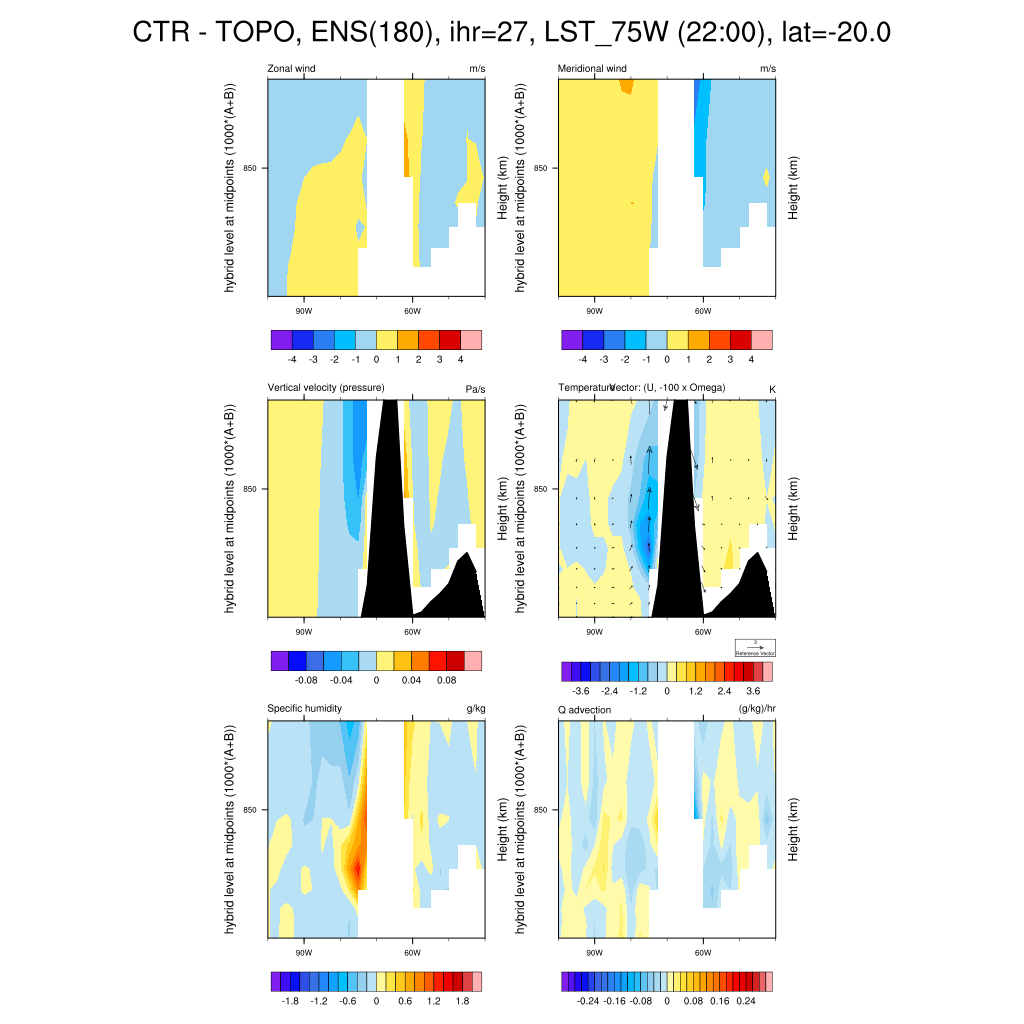 CTR - TOPO, ENS(180), ihr=27, LST_75W (22:00), lat=-20.0
Zonal wind m/s
hybrid level at midpoints (1000*(A+B))
850
Height (km)
90W 60W
-4 -3 -2 -1 0 1 2 3 4
Meridional wind m/s
hybrid level at midpoints (1000*(A+B))
850
Height (km)
90W 60W
-4 -3 -2 -1 0 1 2 3 4
Vertical velocity (pressure) Pa/s
hybrid level at midpoints (1000*(A+B))
850
Height (km)
90W 60W
-0.08 -0.04 0 0.04 0.08
Temperature Vector: (U, -100 x Omega) K
hybrid level at midpoints (1000*(A+B))
850
Height (km)
90W 60W
3
Reference Vector
-3.6 -2.4 -1.2 0 1.2 2.4 3.6
Specific humidity g/kg
hybrid level at midpoints (1000*(A+B))
850
Height (km)
90W 60W
-1.8 -1.2 -0.6 0 0.6 1.2 1.8
Q advection (g/kg)/hr
hybrid level at midpoints (1000*(A+B))
850
Height (km)
90W 60W
-0.24 -0.16 -0.08 0 0.08 0.16 0.24